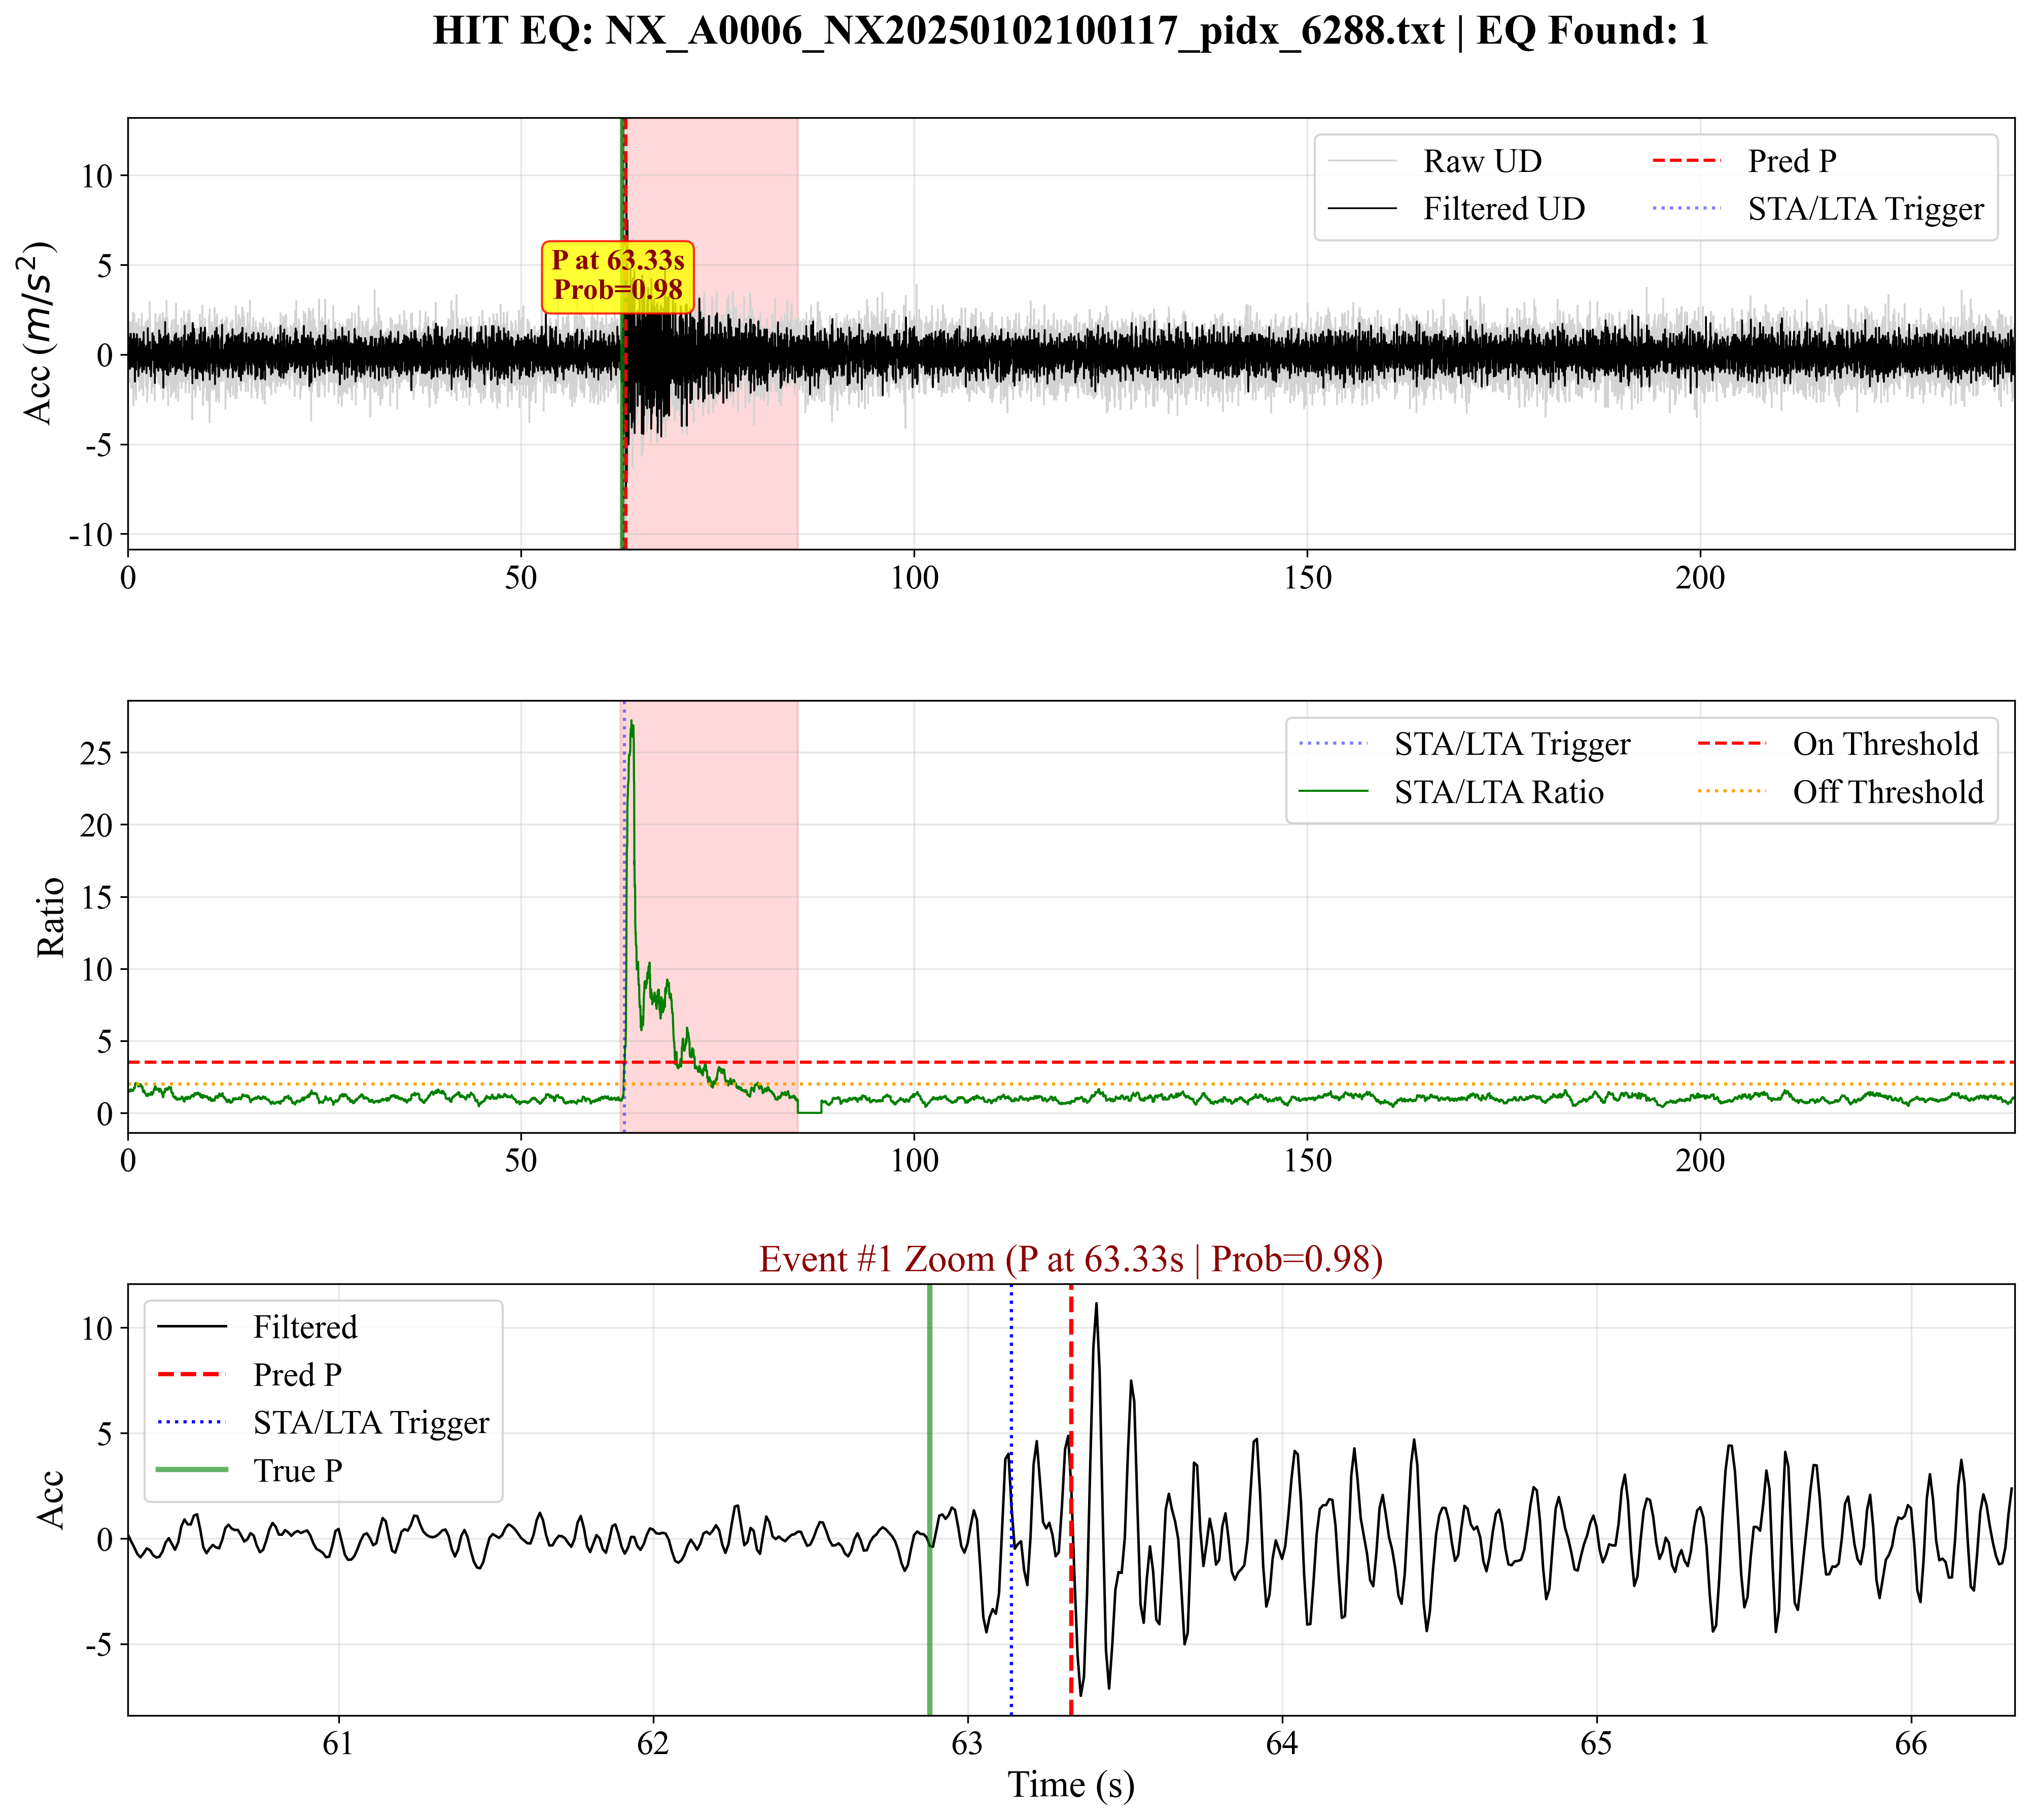 HIT EQ: NX_A0006_NX20250102100117_pidx_6288.txt | EQ Found: 1
Acc (m/s²)
10
5
0
-5
-10
P at 63.33s
Prob=0.98
Raw UD
Filtered UD
Pred P
STA/LTA Trigger
0 50 100 150 200
Ratio
25
20
15
10
5
0
STA/LTA Trigger
STA/LTA Ratio
On Threshold
Off Threshold
0 50 100 150 200
Event #1 Zoom (P at 63.33s | Prob=0.98)
Acc
10
5
0
-5
Filtered
Pred P
STA/LTA Trigger
True P
61 62 63 64 65 66
Time (s)